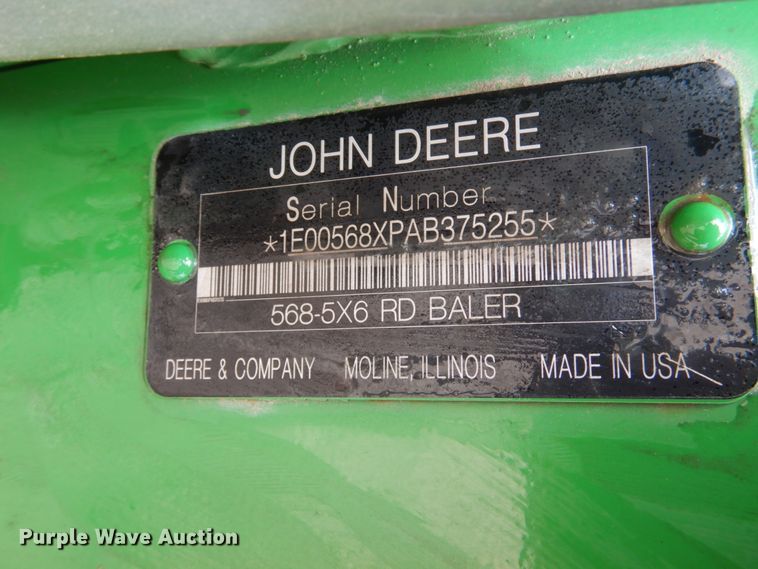 JOHN DEERE
Serial Number
*1E00568XPAB375255*
568-5X6 RD BALER
DEERE & COMPANY MOLINE, ILLINOIS MADE IN USA
Purple Wave Auction